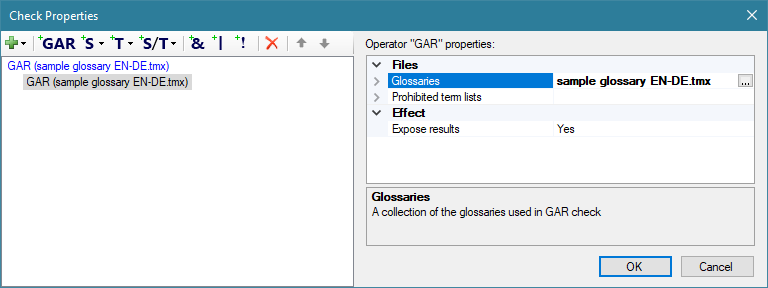 Check Properties
+GAR +S +T +S/T +& +| +!
Operator "GAR" properties:
GAR (sample glossary EN-DE.tmx)
GAR (sample glossary EN-DE.tmx)
Files
Glossaries sample glossary EN-DE.tmx ...
Prohibited term lists
Effect
Expose results Yes
Glossaries
A collection of the glossaries used in GAR check
OK Cancel